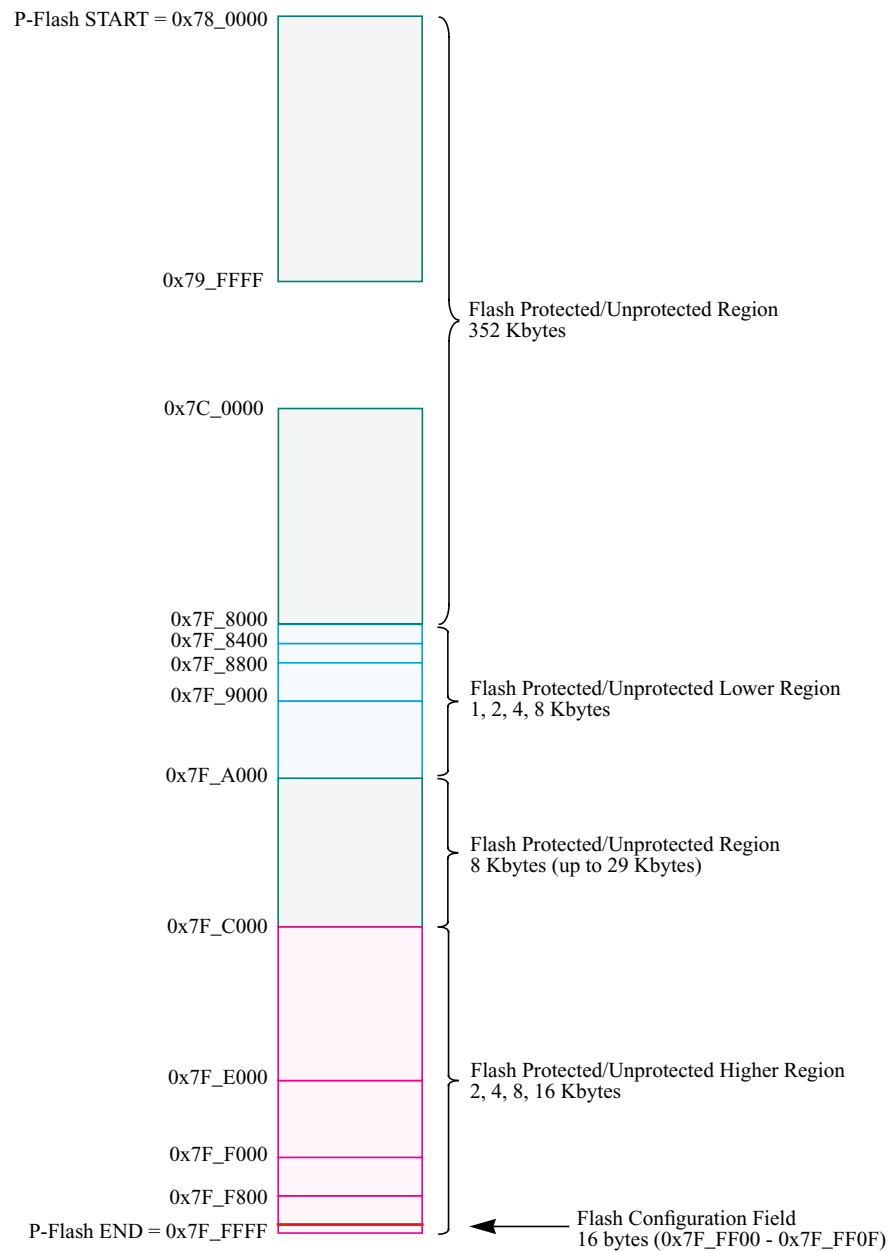 P-Flash START = 0x78_0000
0x79_FFFF
Flash Protected/Unprotected Region
352 Kbytes
0x7C_0000
0x7F_8000
0x7F_8400
0x7F_8800
0x7F_9000
Flash Protected/Unprotected Lower Region
1, 2, 4, 8 Kbytes
0x7F_A000
Flash Protected/Unprotected Region
8 Kbytes (up to 29 Kbytes)
0x7F_C000
0x7F_E000
Flash Protected/Unprotected Higher Region
2, 4, 8, 16 Kbytes
0x7F_F000
0x7F_F800
P-Flash END = 0x7F_FFFF
Flash Configuration Field
16 bytes (0x7F_FF00 - 0x7F_FF0F)